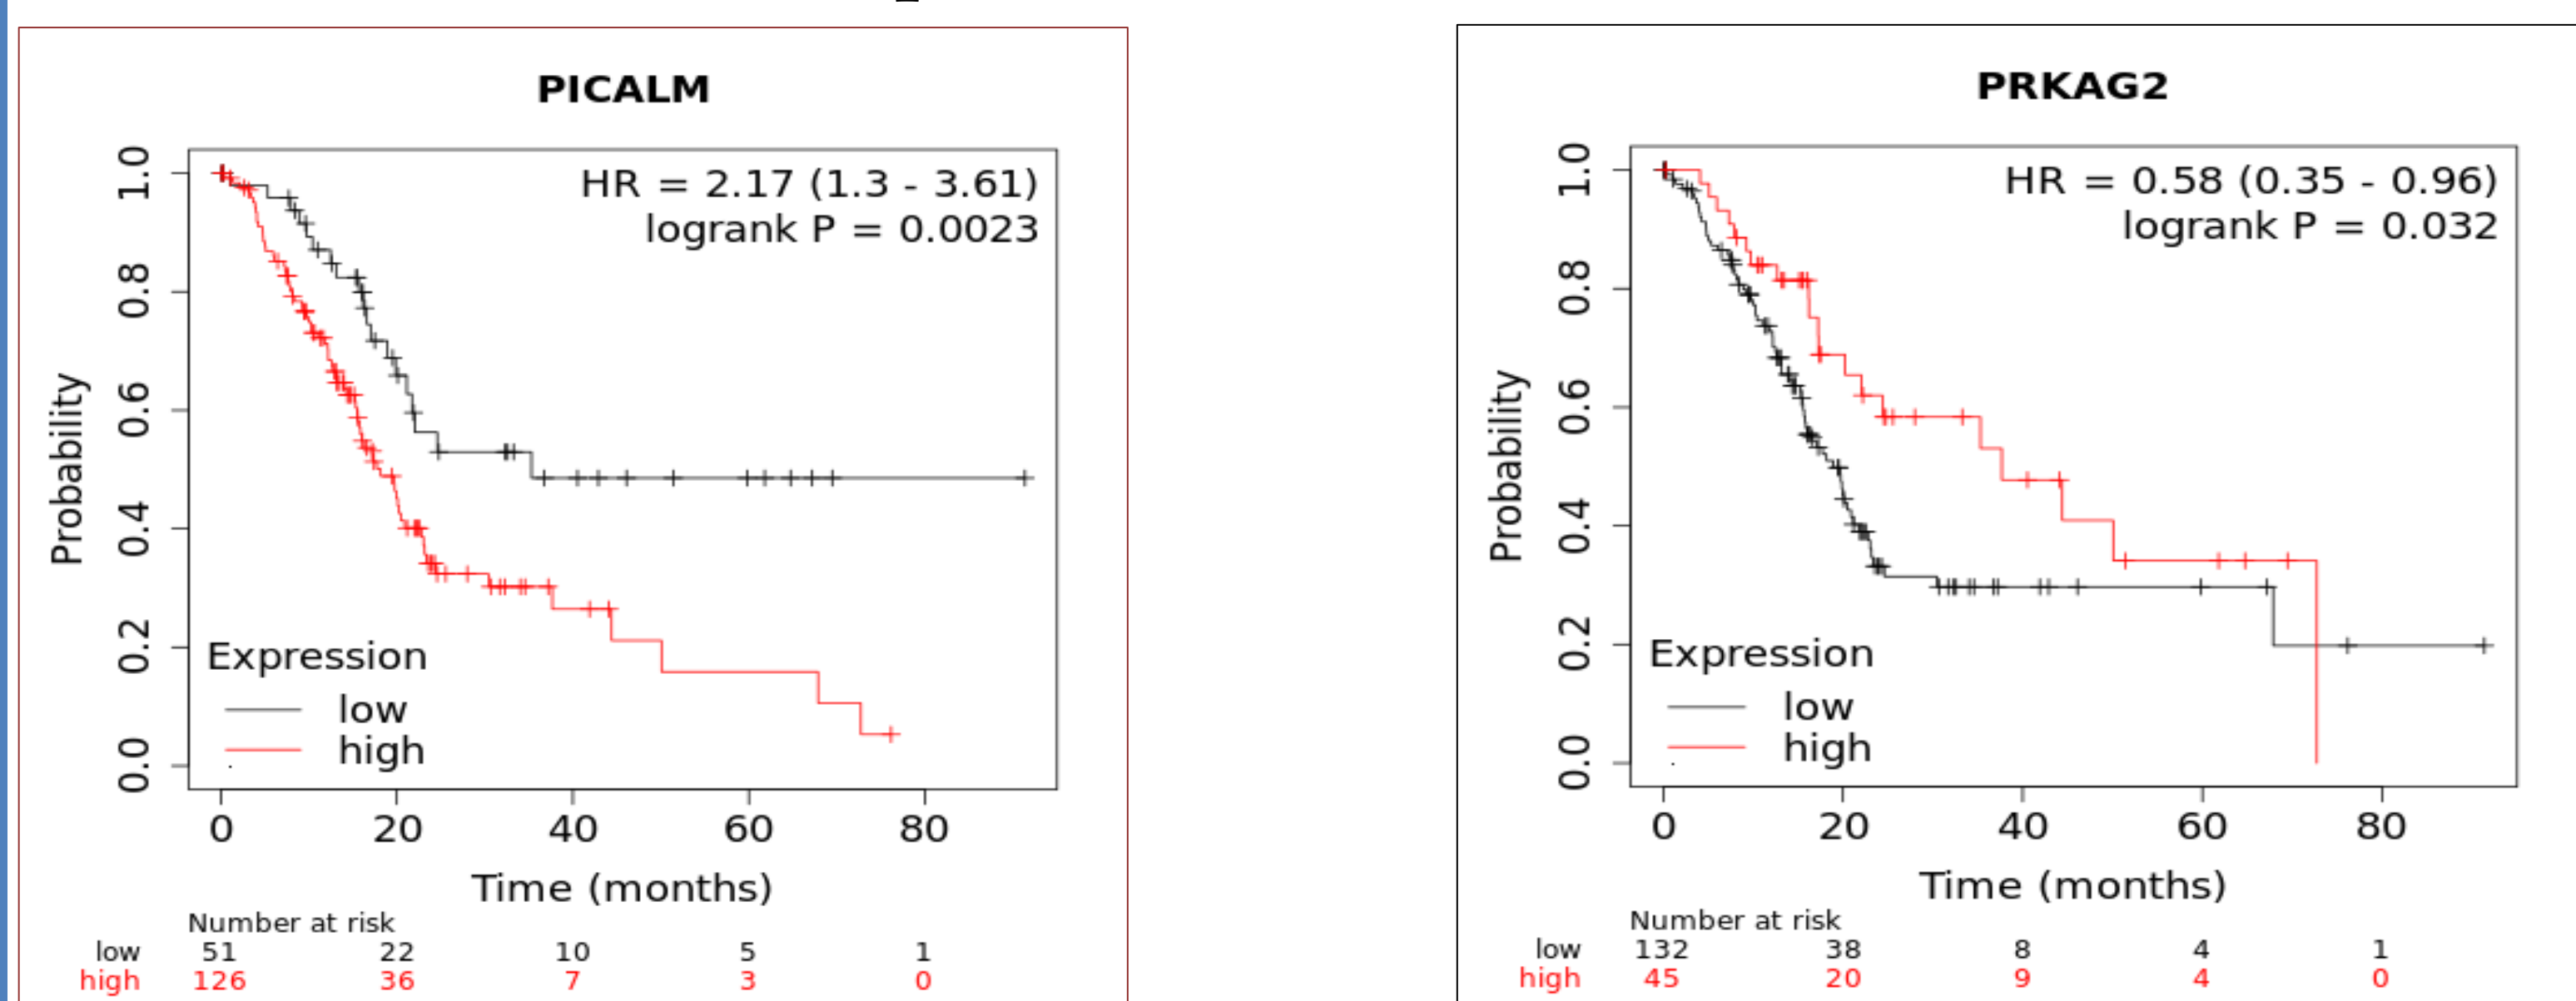 PICALM
HR = 2.17 (1.3 - 3.61)
logrank P = 0.0023
Probability
1.0
0.8
0.6
0.4
0.2
0.0
Expression
low
high
0 20 40 60 80
Time (months)
Number at risk
low 51 22 10 5 1
high 126 36 7 3 0
PRKAG2
HR = 0.58 (0.35 - 0.96)
logrank P = 0.032
Probability
1.0
0.8
0.6
0.4
0.2
0.0
Expression
low
high
0 20 40 60 80
Time (months)
Number at risk
low 132 38 8 4 1
high 45 20 9 4 0